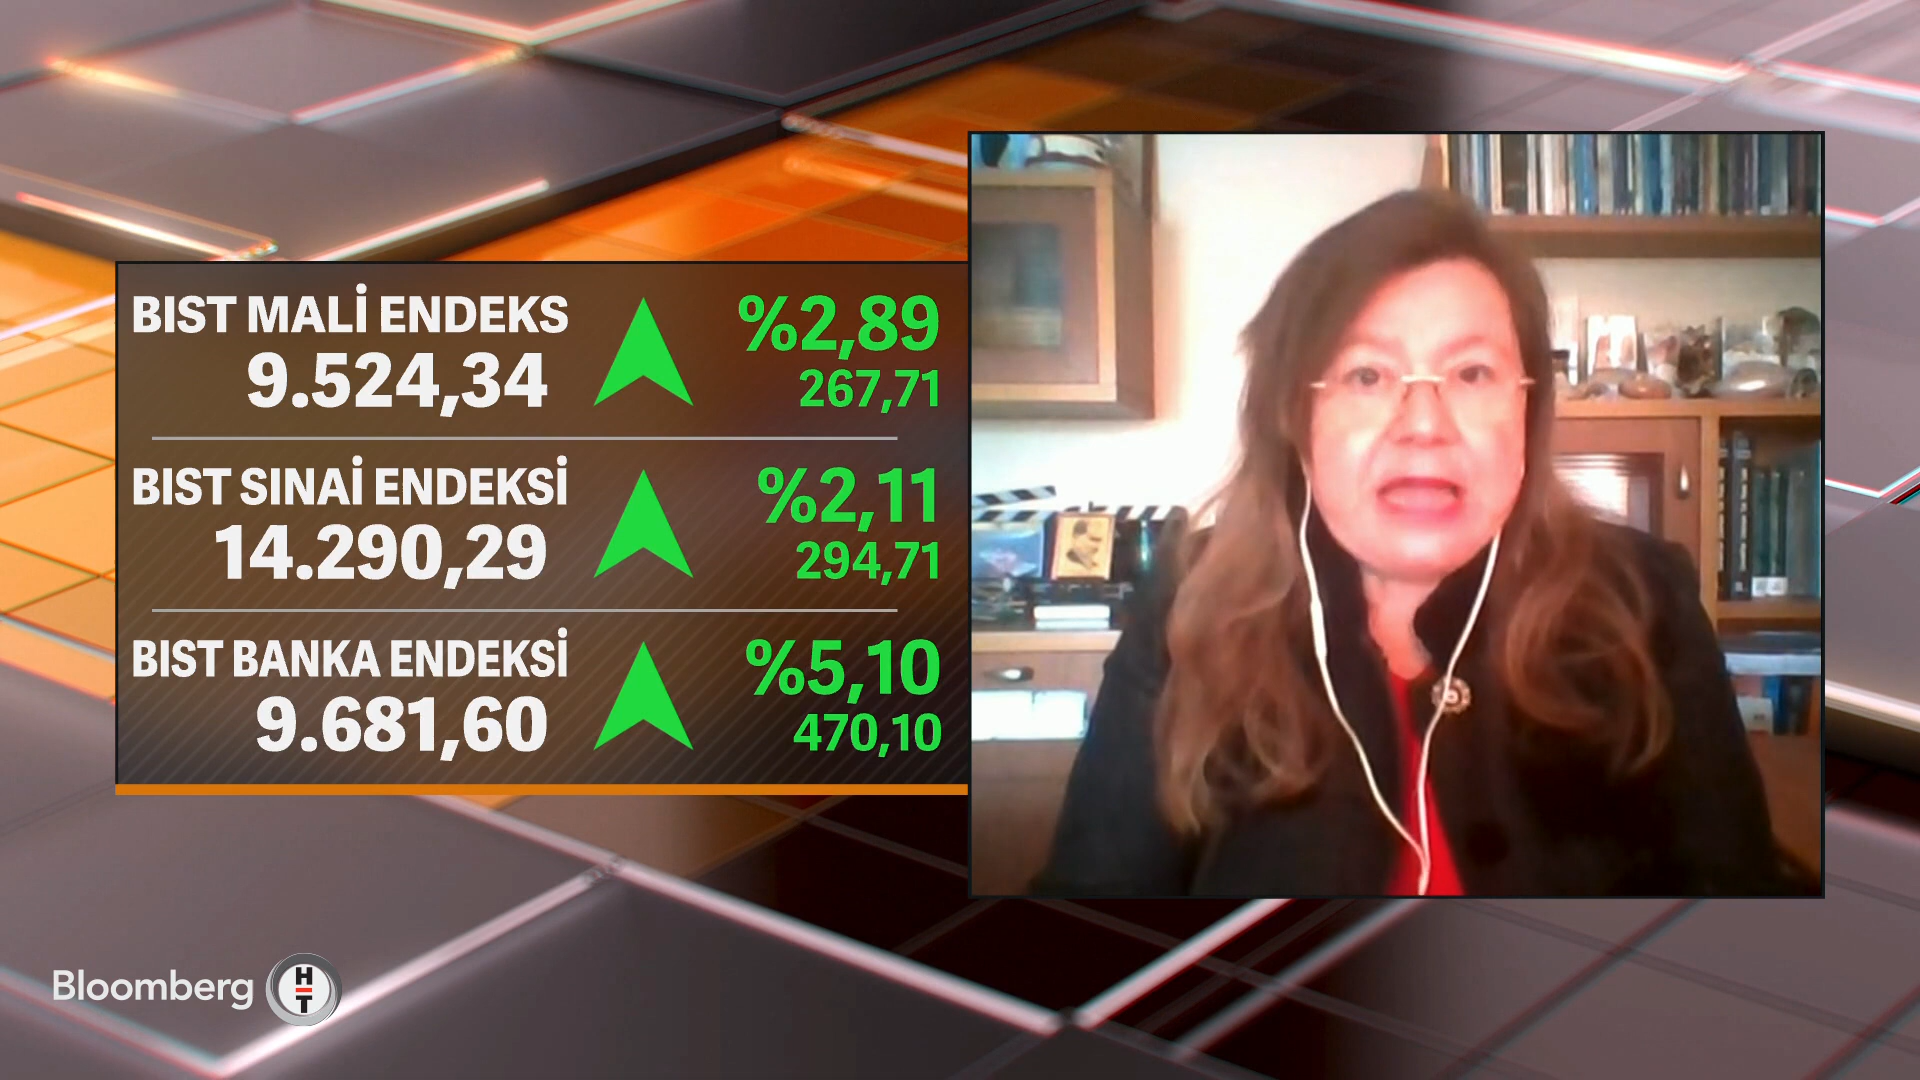 BIST MALİ ENDEKS
9.524,34
%2,89
267,71
BIST SINAİ ENDEKSİ
14.290,29
%2,11
294,71
BIST BANKA ENDEKSİ
9.681,60
%5,10
470,10
Bloomberg HT